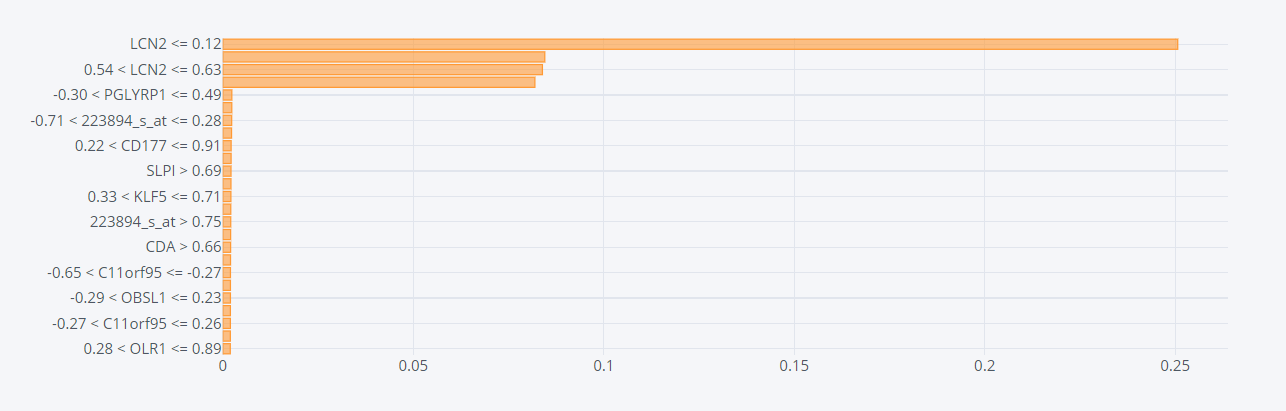 LCN2 <= 0.12
0.54 < LCN2 <= 0.63
-0.30 < PGLYRP1 <= 0.49
-0.71 < 223894_s_at <= 0.28
0.22 < CD177 <= 0.91
SLPI > 0.69
0.33 < KLF5 <= 0.71
223894_s_at > 0.75
CDA > 0.66
-0.65 < C11orf95 <= -0.27
-0.29 < OBSL1 <= 0.23
-0.27 < C11orf95 <= 0.26
0.28 < OLR1 <= 0.89
0 0.05 0.1 0.15 0.2 0.25